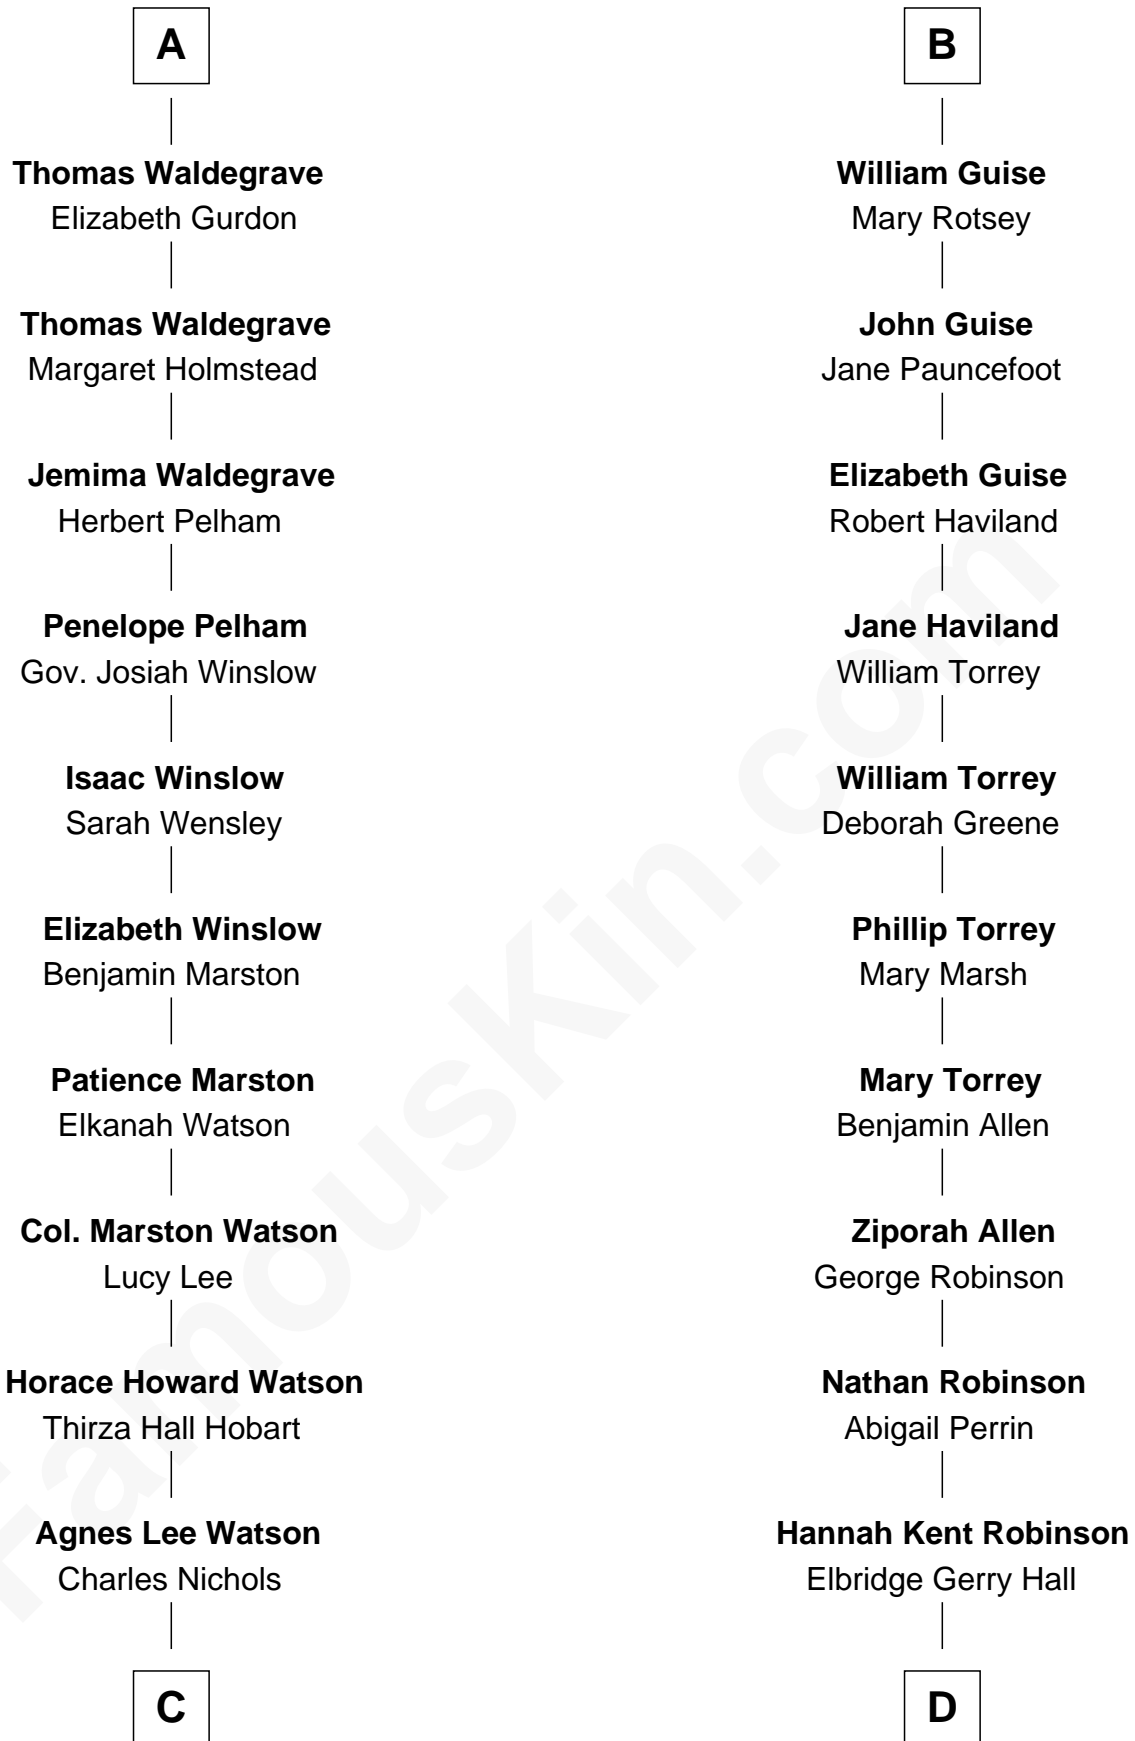 A
Thomas Waldegrave
Elizabeth Gurdon
Thomas Waldegrave
Margaret Holmstead
Jemima Waldegrave
Herbert Pelham
Penelope Pelham
Gov. Josiah Winslow
Isaac Winslow
Sarah Wensley
Elizabeth Winslow
Benjamin Marston
Patience Marston
Elkanah Watson
Col. Marston Watson
Lucy Lee
Horace Howard Watson
Thirza Hall Hobart
Agnes Lee Watson
Charles Nichols
C
B
William Guise
Mary Rotsey
John Guise
Jane Pauncefoot
Elizabeth Guise
Robert Haviland
Jane Haviland
William Torrey
William Torrey
Deborah Greene
Phillip Torrey
Mary Marsh
Mary Torrey
Benjamin Allen
Ziporah Allen
George Robinson
Nathan Robinson
Abigail Perrin
Hannah Kent Robinson
Elbridge Gerry Hall
D
FamousKin.com